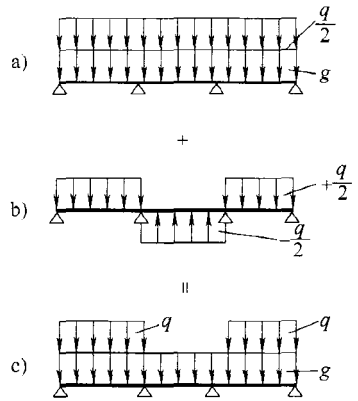 q/2
a)
g
+
b)
+q/2
-q/2
=
q
q
c)
g